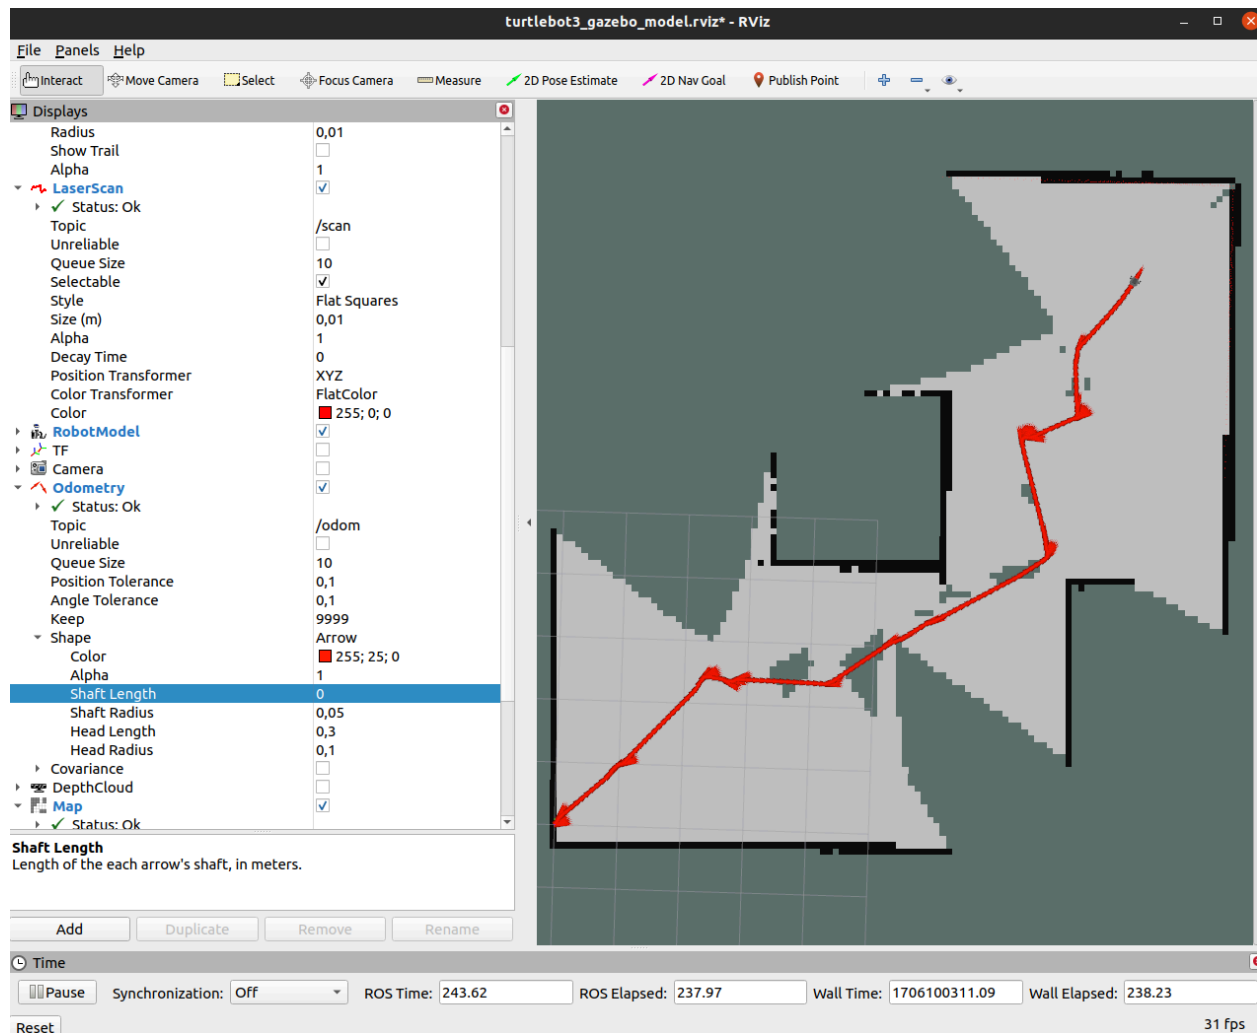 turtlebot3_gazebo_model.rviz* - RViz
File Panels Help
Interact Move Camera Select Focus Camera Measure 2D Pose Estimate 2D Nav Goal Publish Point
Displays
Radius 0,01
Show Trail
Alpha 1
LaserScan
Status: Ok
Topic /scan
Unreliable
Queue Size 10
Selectable
Style Flat Squares
Size (m) 0,01
Alpha 1
Decay Time 0
Position Transformer XYZ
Color Transformer FlatColor
Color 255; 0; 0
RobotModel
TF
Camera
Odometry
Status: Ok
Topic /odom
Unreliable
Queue Size 10
Position Tolerance 0,1
Angle Tolerance 0,1
Keep 9999
Shape Arrow
Color 255; 25; 0
Alpha 1
Shaft Length 0
Shaft Radius 0,05
Head Length 0,3
Head Radius 0,1
Covariance
DepthCloud
Map
Status: Ok
Shaft Length
Length of the each arrow's shaft, in meters.
Add Duplicate Remove Rename
Time
Pause Synchronization: Off ROS Time: 243.62 ROS Elapsed: 237.97 Wall Time: 1706100311.09 Wall Elapsed: 238.23
Reset 31 fps